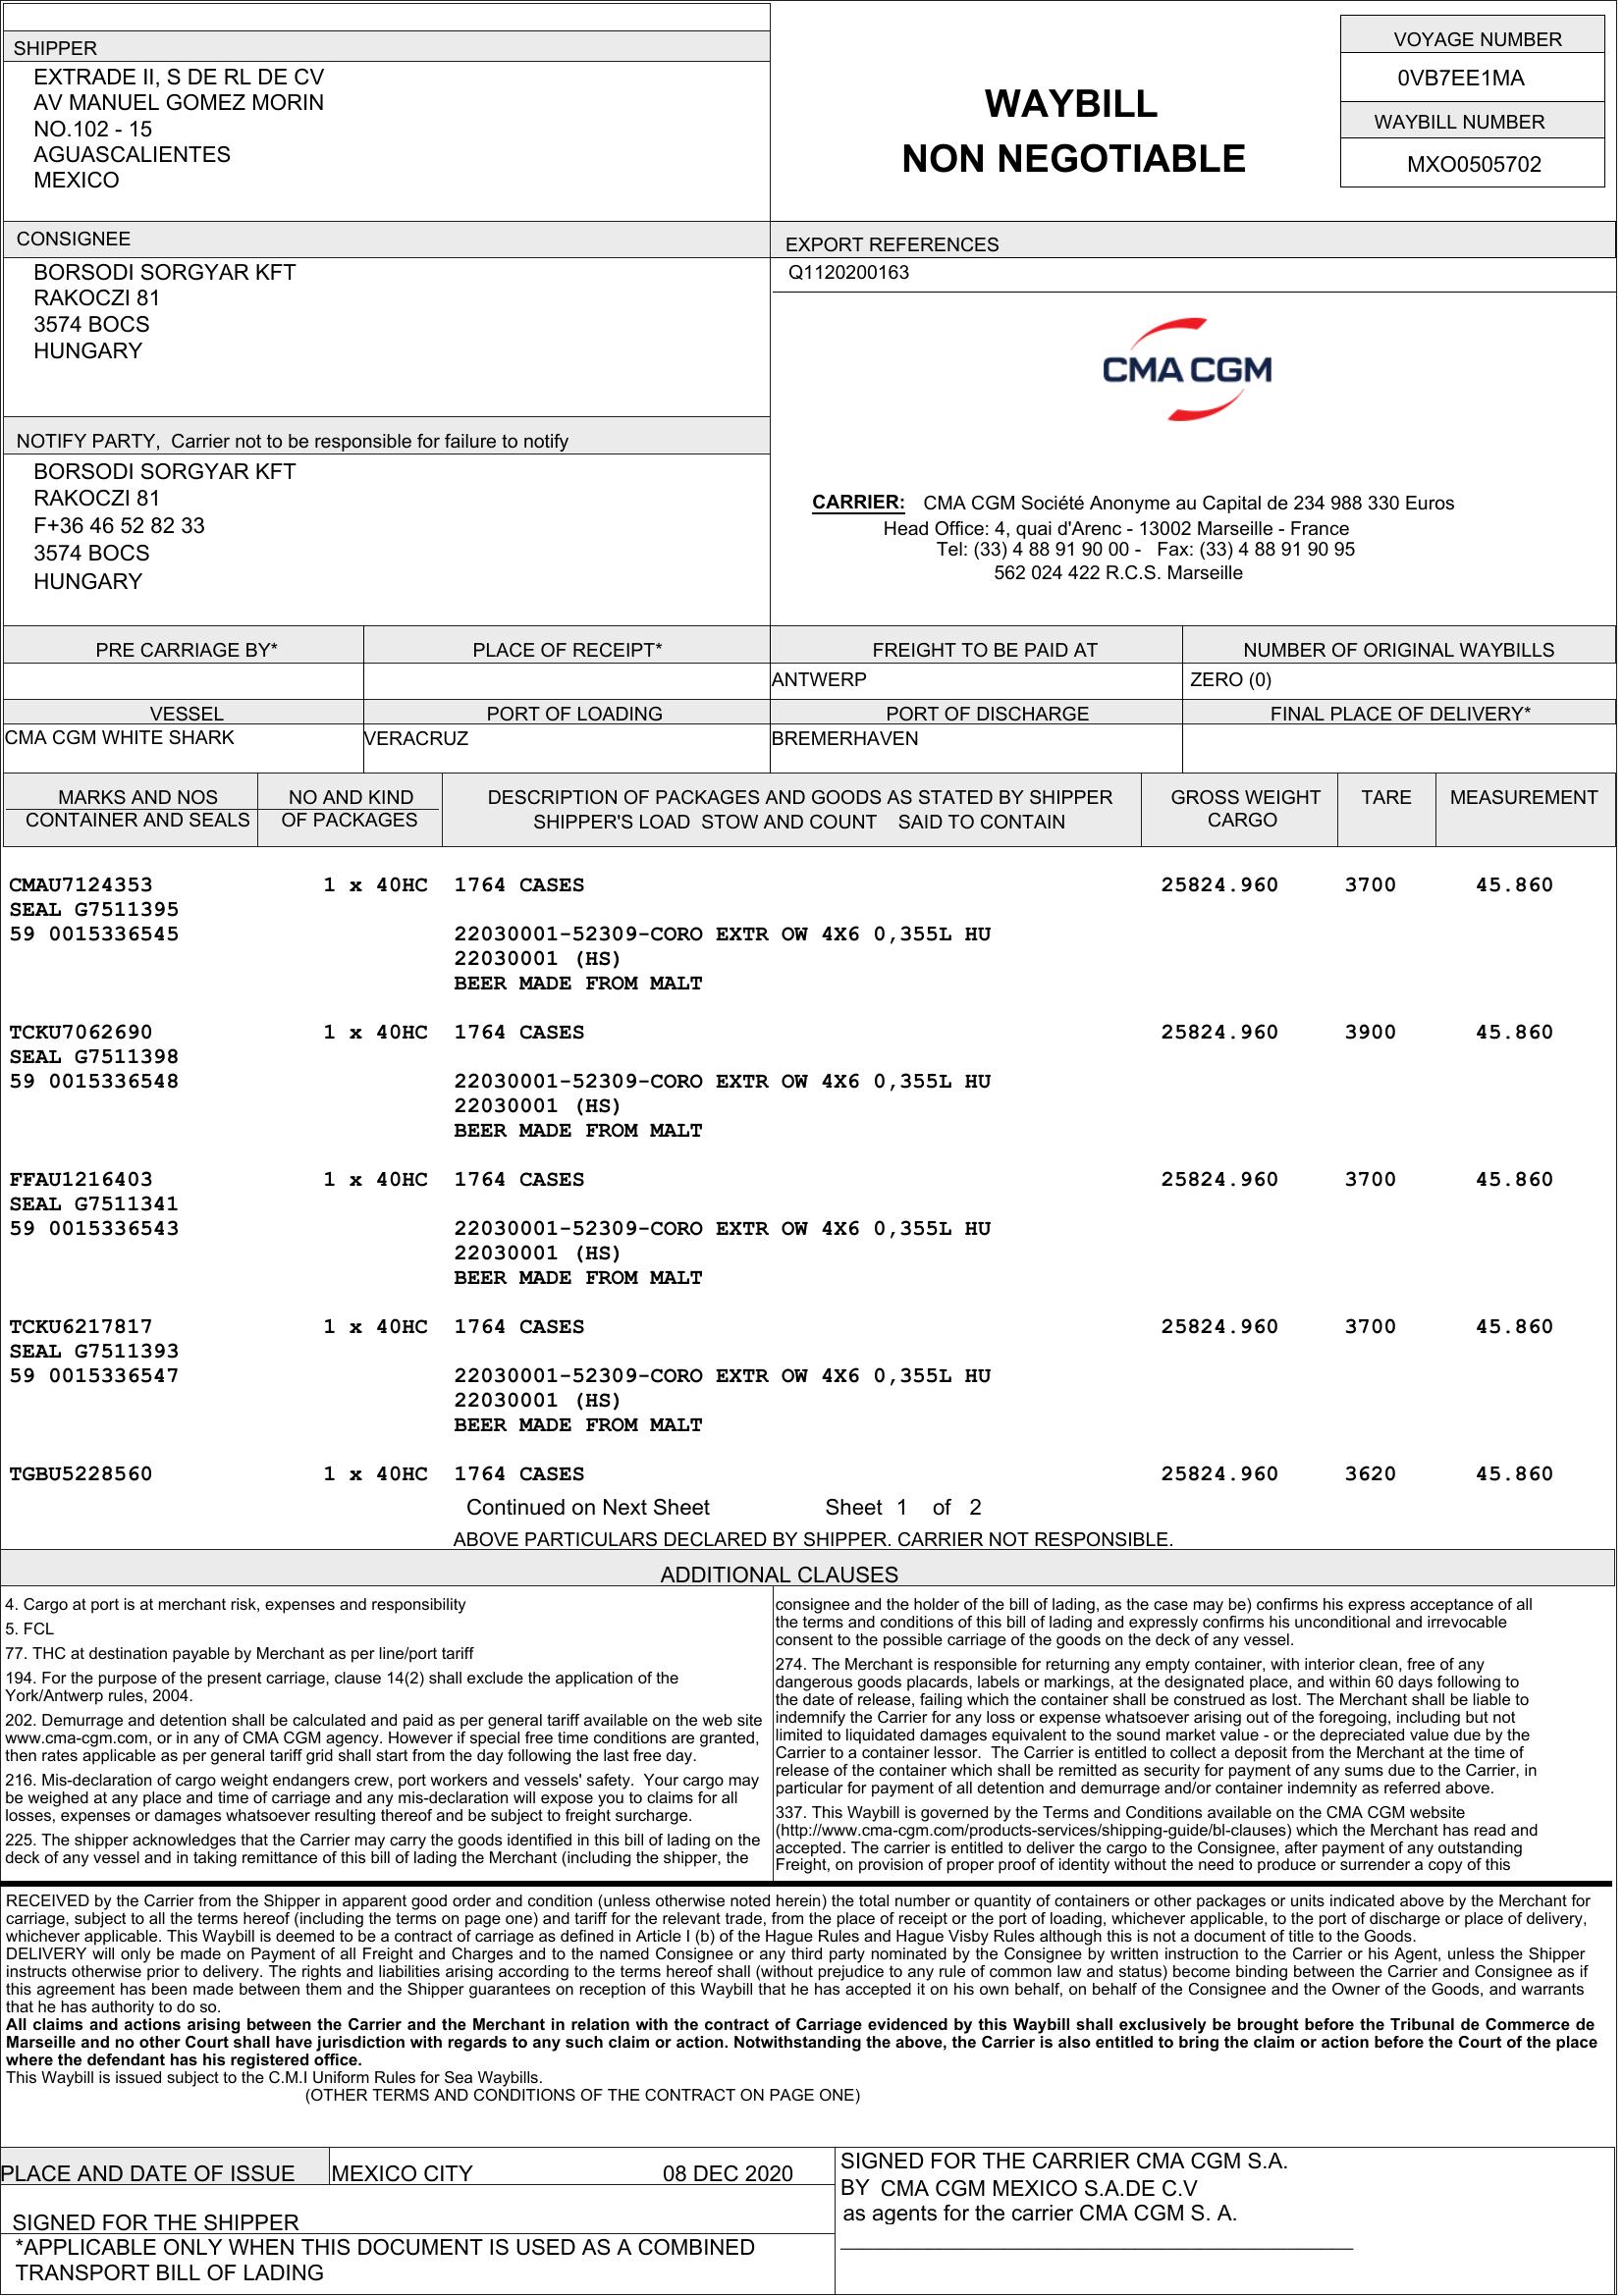 SHIPPER
EXTRADE II, S DE RL DE CV
AV MANUEL GOMEZ MORIN
NO.102 - 15
AGUASCALIENTES
MEXICO
WAYBILL
NON NEGOTIABLE
VOYAGE NUMBER
0VB7EE1MA
WAYBILL NUMBER
MXO0505702
CONSIGNEE
BORSODI SORGYAR KFT
RAKOCZI 81
3574 BOCS
HUNGARY
EXPORT REFERENCES
Q1120200163
CMA CGM
NOTIFY PARTY, Carrier not to be responsible for failure to notify
BORSODI SORGYAR KFT
RAKOCZI 81
F+36 46 52 82 33
3574 BOCS
HUNGARY
CARRIER: CMA CGM Société Anonyme au Capital de 234 988 330 Euros
Head Office: 4, quai d'Arenc - 13002 Marseille - France
Tel: (33) 4 88 91 90 00 - Fax: (33) 4 88 91 90 95
562 024 422 R.C.S. Marseille
PRE CARRIAGE BY* PLACE OF RECEIPT* FREIGHT TO BE PAID AT NUMBER OF ORIGINAL WAYBILLS
ANTWERP ZERO (0)
VESSEL PORT OF LOADING PORT OF DISCHARGE FINAL PLACE OF DELIVERY*
CMA CGM WHITE SHARK VERACRUZ BREMERHAVEN
MARKS AND NOS NO AND KIND DESCRIPTION OF PACKAGES AND GOODS AS STATED BY SHIPPER GROSS WEIGHT TARE MEASUREMENT
CONTAINER AND SEALS OF PACKAGES SHIPPER'S LOAD STOW AND COUNT SAID TO CONTAIN CARGO
CMAU7124353 1 x 40HC 1764 CASES 25824.960 3700 45.860
SEAL G7511395
59 0015336545 22030001-52309-CORO EXTR OW 4X6 0,355L HU
22030001 (HS)
BEER MADE FROM MALT
TCKU7062690 1 x 40HC 1764 CASES 25824.960 3900 45.860
SEAL G7511398
59 0015336548 22030001-52309-CORO EXTR OW 4X6 0,355L HU
22030001 (HS)
BEER MADE FROM MALT
FFAU1216403 1 x 40HC 1764 CASES 25824.960 3700 45.860
SEAL G7511341
59 0015336543 22030001-52309-CORO EXTR OW 4X6 0,355L HU
22030001 (HS)
BEER MADE FROM MALT
TCKU6217817 1 x 40HC 1764 CASES 25824.960 3700 45.860
SEAL G7511393
59 0015336547 22030001-52309-CORO EXTR OW 4X6 0,355L HU
22030001 (HS)
BEER MADE FROM MALT
TGBU5228560 1 x 40HC 1764 CASES 25824.960 3620 45.860
Continued on Next Sheet Sheet 1 of 2
ABOVE PARTICULARS DECLARED BY SHIPPER. CARRIER NOT RESPONSIBLE.
ADDITIONAL CLAUSES
4. Cargo at port is at merchant risk, expenses and responsibility
5. FCL
77. THC at destination payable by Merchant as per line/port tariff
194. For the purpose of the present carriage, clause 14(2) shall exclude the application of the
York/Antwerp rules, 2004.
202. Demurrage and detention shall be calculated and paid as per general tariff available on the web site
www.cma-cgm.com, or in any of CMA CGM agency. However if special free time conditions are granted,
then rates applicable as per general tariff grid shall start from the day following the last free day.
216. Mis-declaration of cargo weight endangers crew, port workers and vessels' safety. Your cargo may
be weighed at any place and time of carriage and any mis-declaration will expose you to claims for all
losses, expenses or damages whatsoever resulting thereof and be subject to freight surcharge.
225. The shipper acknowledges that the Carrier may carry the goods identified in this bill of lading on the
deck of any vessel and in taking remittance of this bill of lading the Merchant (including the shipper, the
consignee and the holder of the bill of lading, as the case may be) confirms his express acceptance of all
the terms and conditions of this bill of lading and expressly confirms his unconditional and irrevocable
consent to the possible carriage of the goods on the deck of any vessel.
274. The Merchant is responsible for returning any empty container, with interior clean, free of any
dangerous goods placards, labels or markings, at the designated place, and within 60 days following to
the date of release, failing which the container shall be construed as lost. The Merchant shall be liable to
indemnify the Carrier for any loss or expense whatsoever arising out of the foregoing, including but not
limited to liquidated damages equivalent to the sound market value - or the depreciated value due by the
Carrier to a container lessor. The Carrier is entitled to collect a deposit from the Merchant at the time of
release of the container which shall be remitted as security for payment of any sums due to the Carrier, in
particular for payment of all detention and demurrage and/or container indemnity as referred above.
337. This Waybill is governed by the Terms and Conditions available on the CMA CGM website
(http://www.cma-cgm.com/products-services/shipping-guide/bl-clauses) which the Merchant has read and
accepted. The carrier is entitled to deliver the cargo to the Consignee, after payment of any outstanding
Freight, on provision of proper proof of identity without the need to produce or surrender a copy of this
RECEIVED by the Carrier from the Shipper in apparent good order and condition (unless otherwise noted herein) the total number or quantity of containers or other packages or units indicated above by the Merchant for
carriage, subject to all the terms hereof (including the terms on page one) and tariff for the relevant trade, from the place of receipt or the port of loading, whichever applicable, to the port of discharge or place of delivery,
whichever applicable. This Waybill is deemed to be a contract of carriage as defined in Article I (b) of the Hague Rules and Hague Visby Rules although this is not a document of title to the Goods.
DELIVERY will only be made on Payment of all Freight and Charges and to the named Consignee or any third party nominated by the Consignee by written instruction to the Carrier or his Agent, unless the Shipper
instructs otherwise prior to delivery. The rights and liabilities arising according to the terms hereof shall (without prejudice to any rule of common law and status) become binding between the Carrier and Consignee as if
this agreement has been made between them and the Shipper guarantees on reception of this Waybill that he has accepted it on his own behalf, on behalf of the Consignee and the Owner of the Goods, and warrants
that he has authority to do so.
All claims and actions arising between the Carrier and the Merchant in relation with the contract of Carriage evidenced by this Waybill shall exclusively be brought before the Tribunal de Commerce de
Marseille and no other Court shall have jurisdiction with regards to any such claim or action. Notwithstanding the above, the Carrier is also entitled to bring the claim or action before the Court of the place
where the defendant has his registered office.
This Waybill is issued subject to the C.M.I Uniform Rules for Sea Waybills.
(OTHER TERMS AND CONDITIONS OF THE CONTRACT ON PAGE ONE)
PLACE AND DATE OF ISSUE MEXICO CITY 08 DEC 2020
SIGNED FOR THE SHIPPER
*APPLICABLE ONLY WHEN THIS DOCUMENT IS USED AS A COMBINED
TRANSPORT BILL OF LADING
SIGNED FOR THE CARRIER CMA CGM S.A.
BY CMA CGM MEXICO S.A.DE C.V
as agents for the carrier CMA CGM S. A.